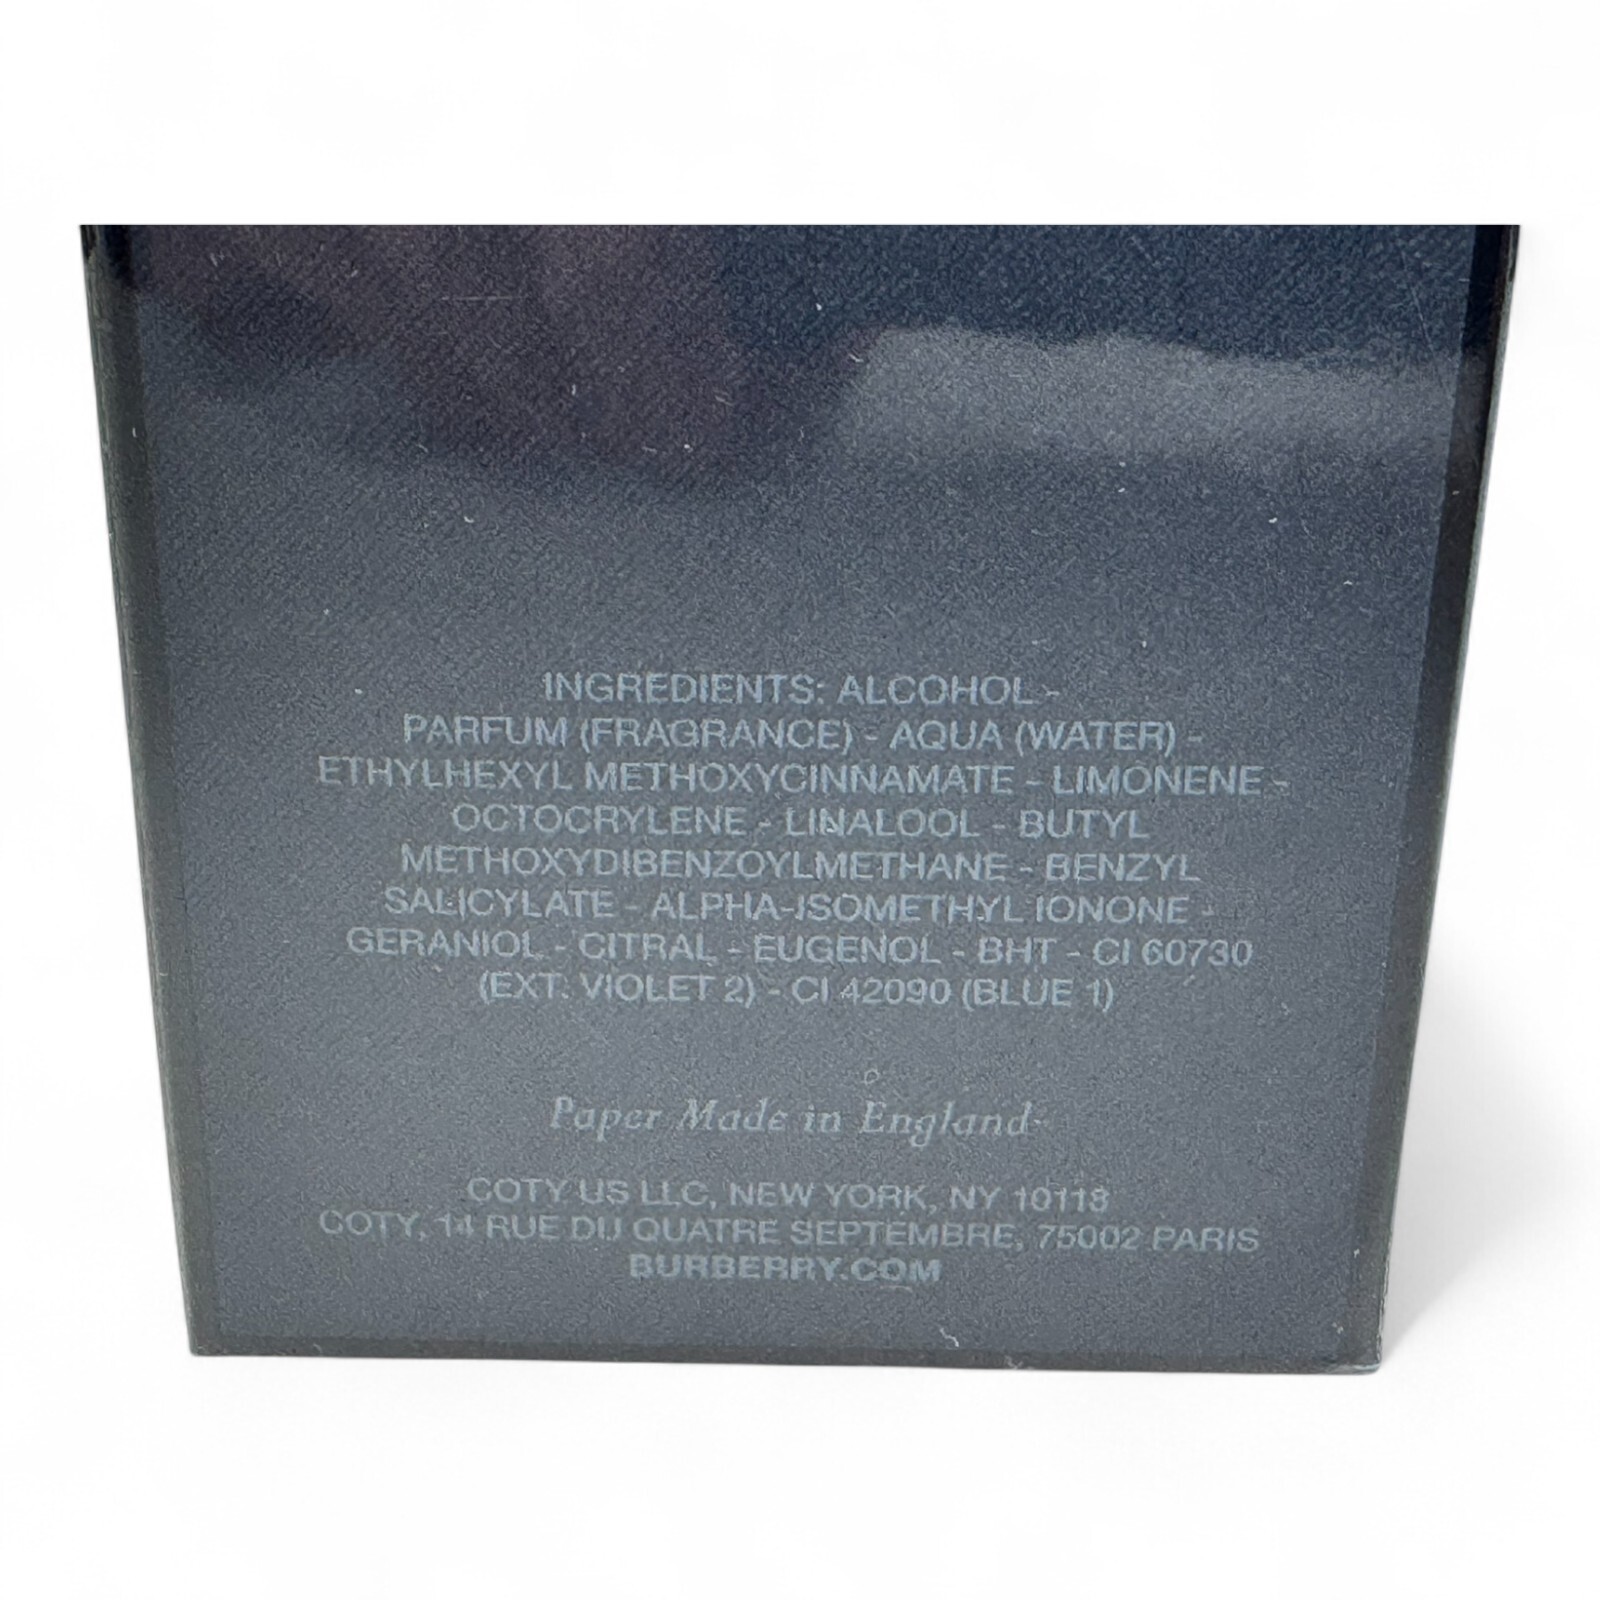 INGREDIENTS: ALCOHOL -
PARFUM (FRAGRANCE) - AQUA (WATER) -
ETHYLHEXYL METHOXYCINNAMATE - LIMONENE -
OCTOCRYLENE - LINALOOL - BUTYL
METHOXYDIBENZOYLMETHANE - BENZYL
SALICYLATE - ALPHA-ISOMETHYL IONONE -
GERANIOL - CITRAL - EUGENOL - BHT - CI 60730
(EXT. VIOLET 2) - CI 42090 (BLUE 1)
Paper Made in England
COTY US LLC, NEW YORK, NY 10118
COTY, 14 RUE DU QUATRE SEPTEMBRE, 75002 PARIS
BURBERRY.COM